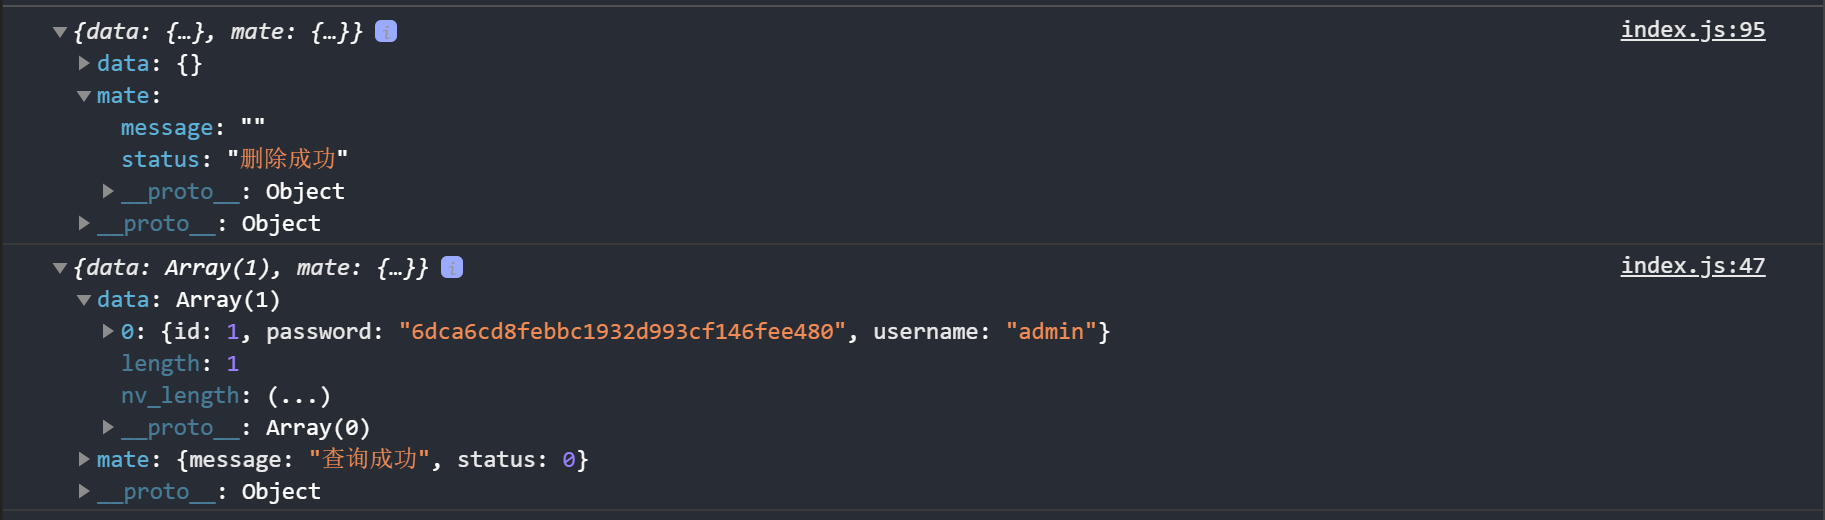 {data: {…}, mate: {…}} i index.js:95
data: {}
mate:
message: ""
status: "删除成功"
__proto__: Object
__proto__: Object
{data: Array(1), mate: {…}} i index.js:47
data: Array(1)
0: {id: 1, password: "6dca6cd8febbc1932d993cf146fee480", username: "admin"}
length: 1
nv_length: (...)
__proto__: Array(0)
mate: {message: "查询成功", status: 0}
__proto__: Object